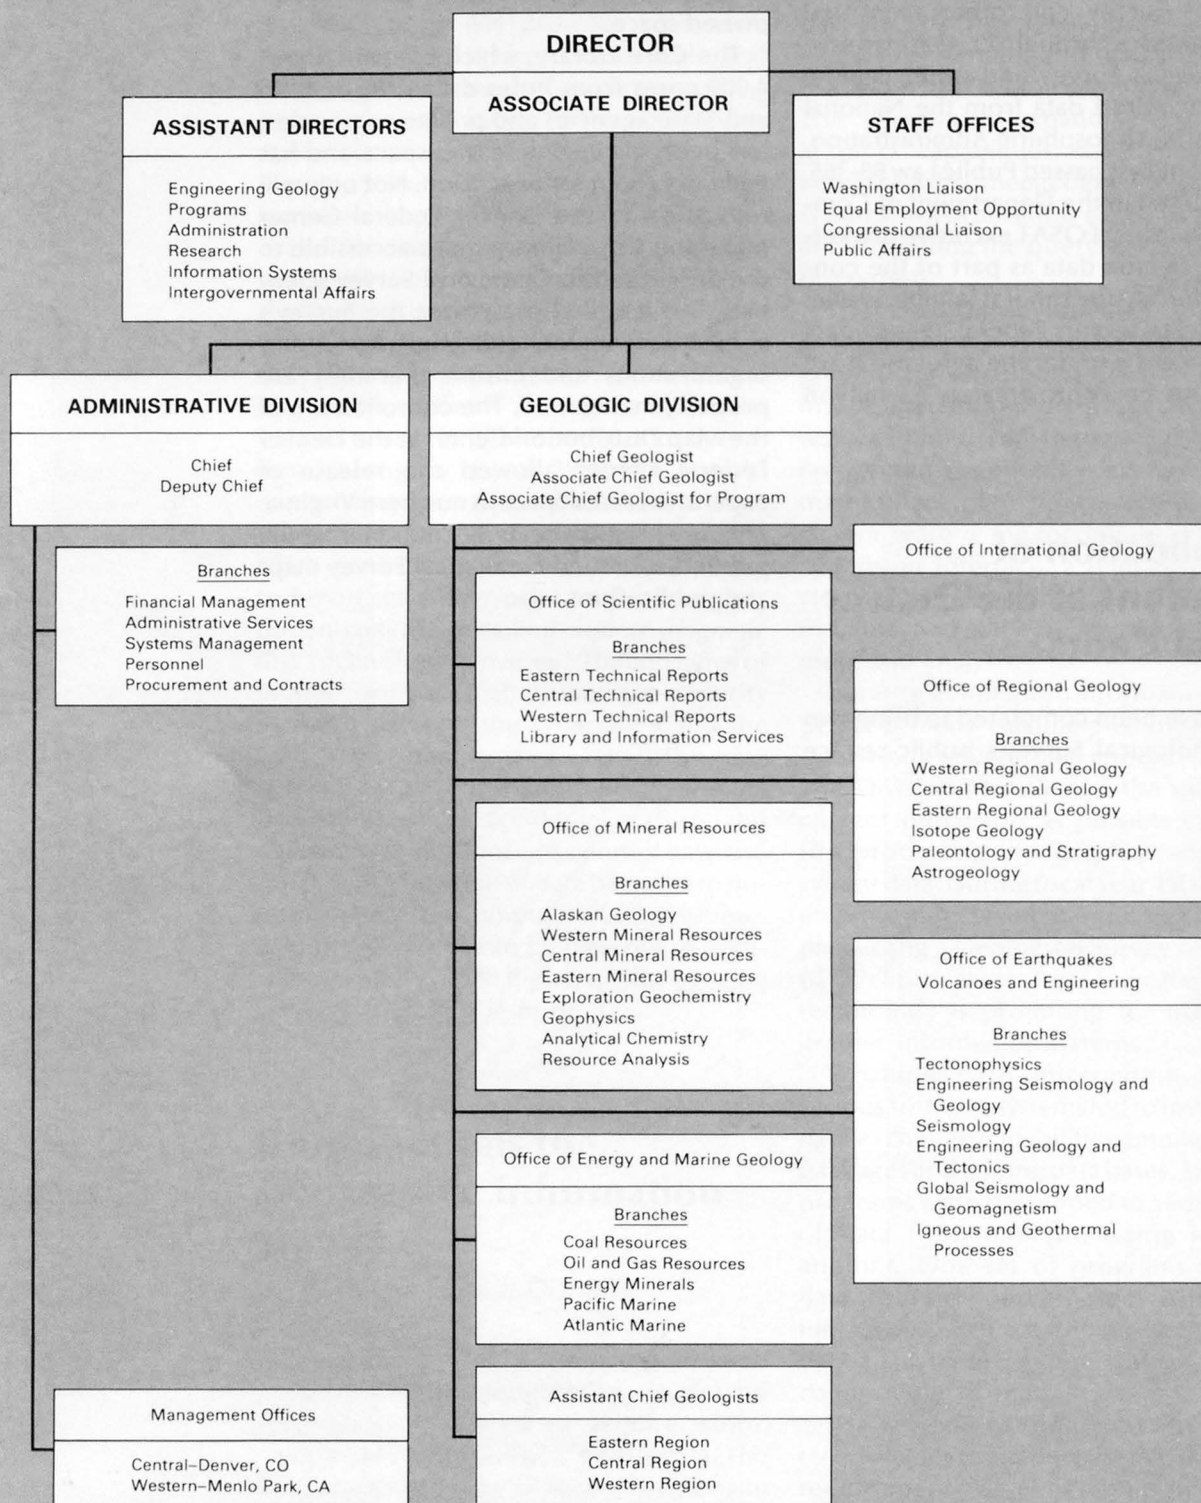 DIRECTOR
ASSOCIATE DIRECTOR
ASSISTANT DIRECTORS
Engineering Geology
Programs
Administration
Research
Information Systems
Intergovernmental Affairs
STAFF OFFICES
Washington Liaison
Equal Employment Opportunity
Congressional Liaison
Public Affairs
ADMINISTRATIVE DIVISION
Chief
Deputy Chief
Branches
Financial Management
Administrative Services
Systems Management
Personnel
Procurement and Contracts
Management Offices
Central–Denver, CO
Western–Menlo Park, CA
GEOLOGIC DIVISION
Chief Geologist
Associate Chief Geologist
Associate Chief Geologist for Program
Office of International Geology
Office of Scientific Publications
Branches
Eastern Technical Reports
Central Technical Reports
Western Technical Reports
Library and Information Services
Office of Regional Geology
Branches
Western Regional Geology
Central Regional Geology
Eastern Regional Geology
Isotope Geology
Paleontology and Stratigraphy
Astrogeology
Office of Mineral Resources
Branches
Alaskan Geology
Western Mineral Resources
Central Mineral Resources
Eastern Mineral Resources
Exploration Geochemistry
Geophysics
Analytical Chemistry
Resource Analysis
Office of Earthquakes
Volcanoes and Engineering
Branches
Tectonophysics
Engineering Seismology and
Geology
Seismology
Engineering Geology and
Tectonics
Global Seismology and
Geomagnetism
Igneous and Geothermal
Processes
Office of Energy and Marine Geology
Branches
Coal Resources
Oil and Gas Resources
Energy Minerals
Pacific Marine
Atlantic Marine
Assistant Chief Geologists
Eastern Region
Central Region
Western Region